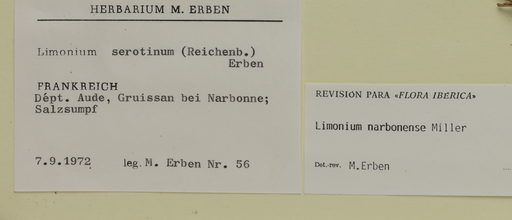 HERBARIUM M. ERBEN
Limonium serotinum (Reichenb.)
Erben
FRANKREICH
Dépt. Aude, Gruissan bei Narbonne;
Salzsumpf
7.9.1972 leg. M. Erben Nr. 56
REVISIÓN PARA «FLORA IBERICA»
Limonium narbonense Miller
Det.-rev. M.Erben